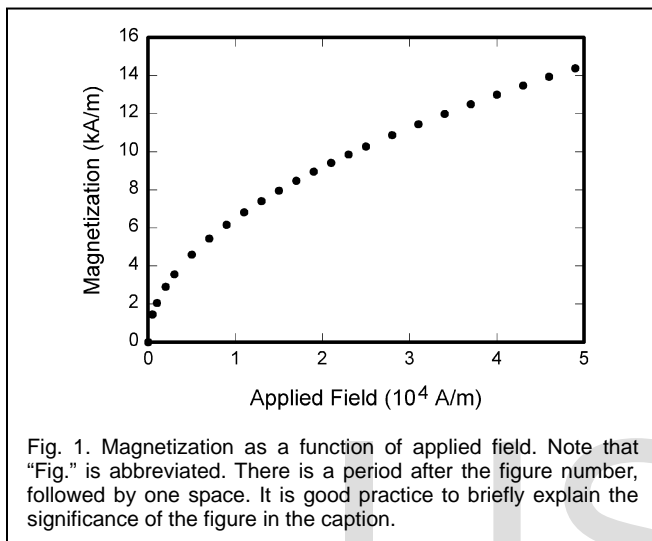 16
14
12
10
8
6
4
2
0
Magnetization (kA/m)
0 1 2 3 4 5
Applied Field (10⁴ A/m)
Fig. 1. Magnetization as a function of applied field. Note that
“Fig.” is abbreviated. There is a period after the figure number,
followed by one space. It is good practice to briefly explain the
significance of the figure in the caption.